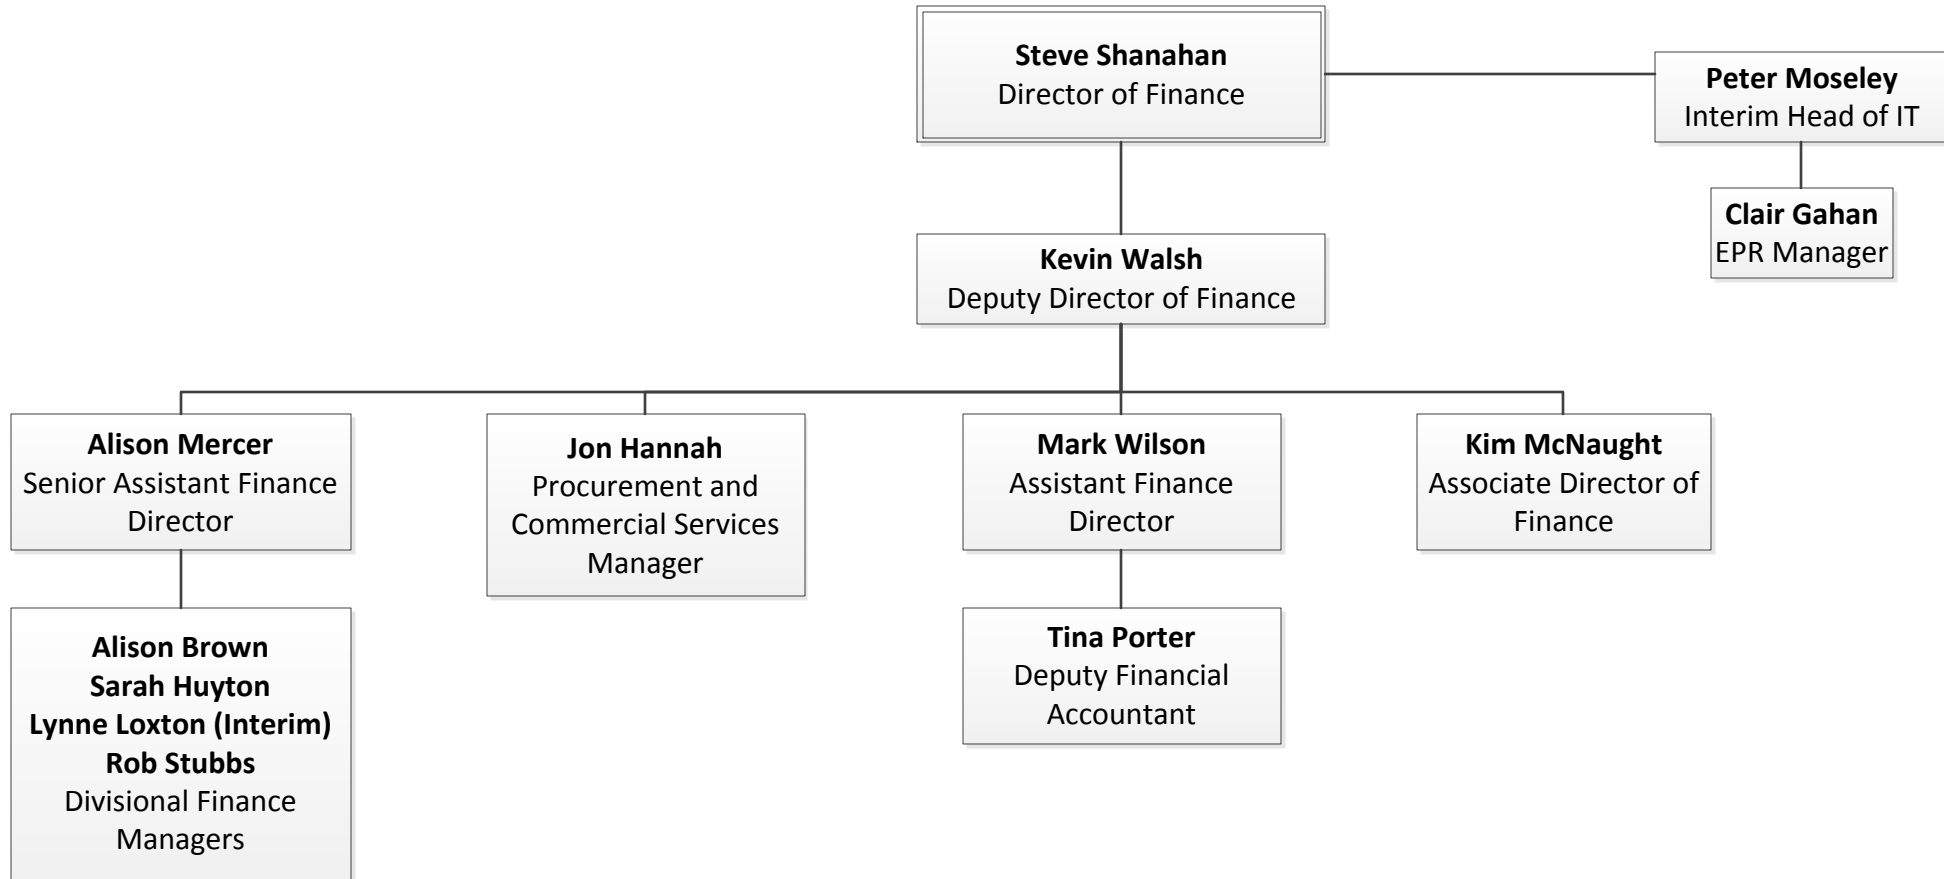 Steve Shanahan
Director of Finance
Peter Moseley
Interim Head of IT
Clair Gahan
EPR Manager
Kevin Walsh
Deputy Director of Finance
Alison Mercer
Senior Assistant Finance
Director
Jon Hannah
Procurement and
Commercial Services
Manager
Mark Wilson
Assistant Finance
Director
Kim McNaught
Associate Director of
Finance
Alison Brown
Sarah Huyton
Lynne Loxton (Interim)
Rob Stubbs
Divisional Finance
Managers
Tina Porter
Deputy Financial
Accountant